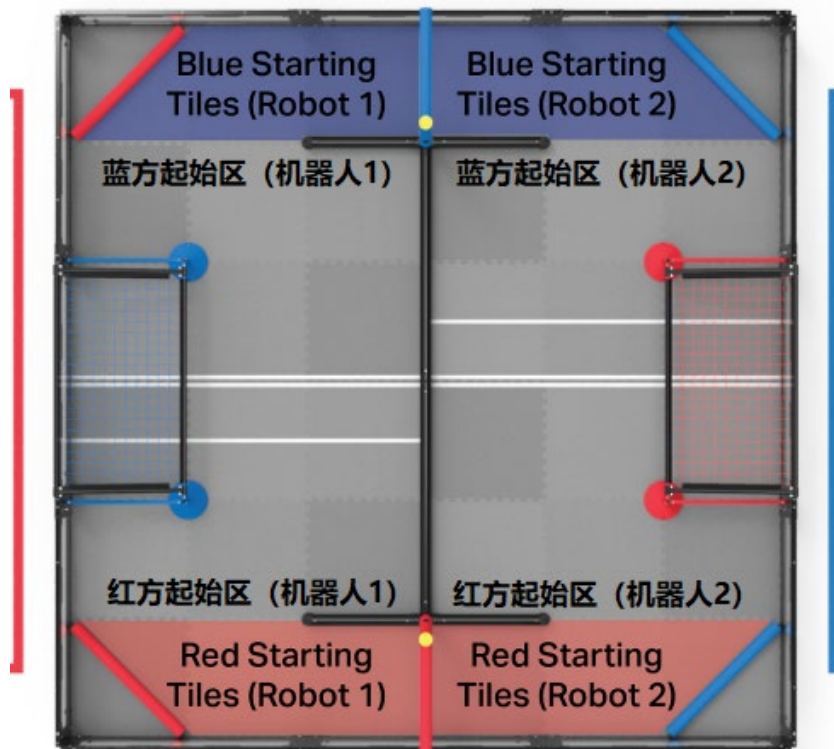 Blue Starting
Tiles (Robot 1)
Blue Starting
Tiles (Robot 2)
蓝方起始区（机器人1）
蓝方起始区（机器人2）
红方起始区（机器人1）
红方起始区（机器人2）
Red Starting
Tiles (Robot 1)
Red Starting
Tiles (Robot 2)